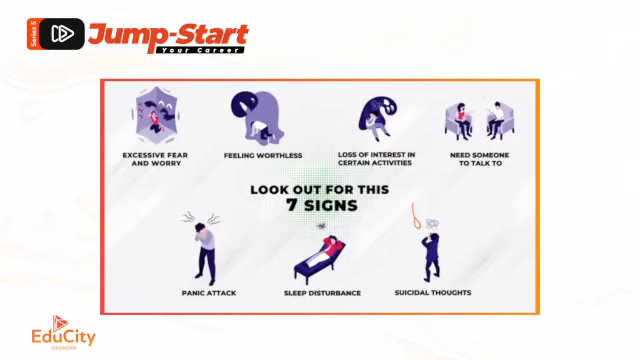 Series 5
Jump-Start
Your Career
EXCESSIVE FEAR
AND WORRY
FEELING WORTHLESS
LOSS OF INTEREST IN
CERTAIN ACTIVITIES
NEED SOMEONE
TO TALK TO
LOOK OUT FOR THIS
7 SIGNS
PANIC ATTACK
SLEEP DISTURBANCE
SUICIDAL THOUGHTS
EduCity
ISKANDAR